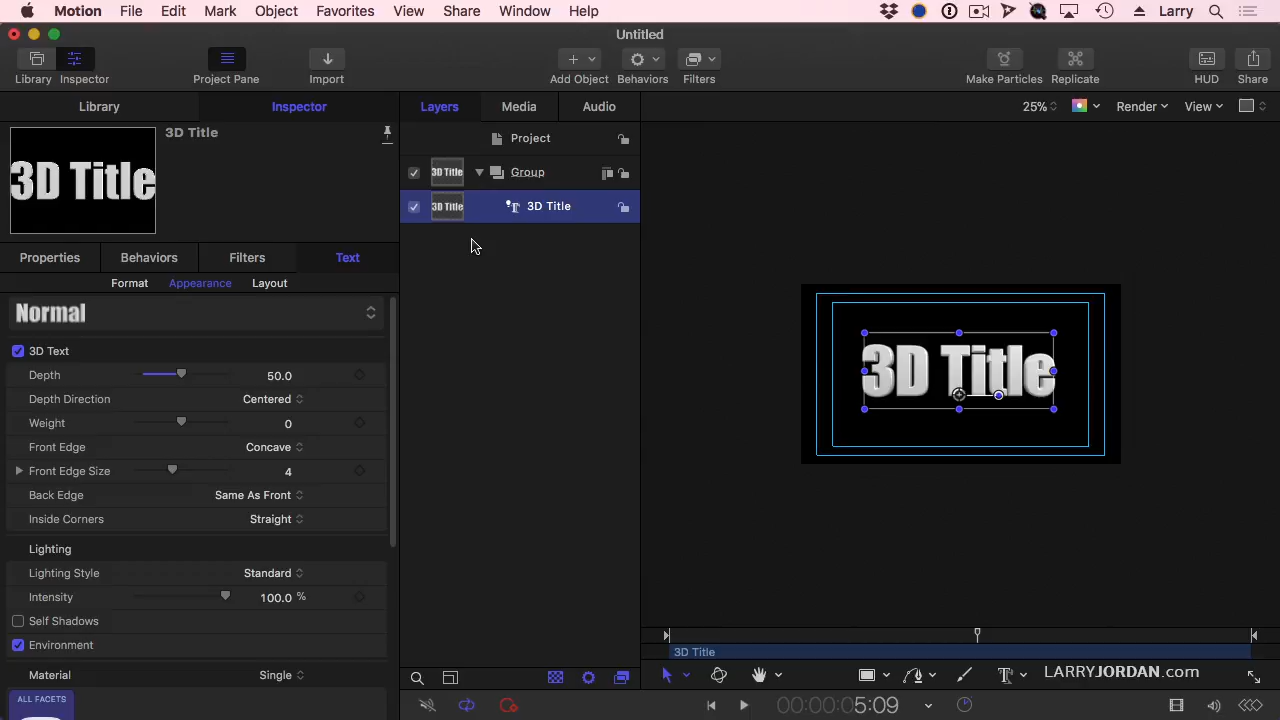 Motion File Edit Mark Object Favorites View Share Window Help Larry
Untitled
Library Inspector Project Pane Import Add Object Behaviors Filters Make Particles Replicate HUD Share
Library Inspector Layers Media Audio 25% Render View
3D Title
3D Title
Project
3D Title Group
3D Title 3D Title
Properties Behaviors Filters Text
Format Appearance Layout
Normal
3D Text
Depth 50.0
Depth Direction Centered
Weight 0
Front Edge Concave
Front Edge Size 4
Back Edge Same As Front
Inside Corners Straight
Lighting
Lighting Style Standard
Intensity 100.0 %
Self Shadows
Environment
Material Single
ALL FACETS
3D Title
3D Title
LARRYJORDAN.com
00:00:05:09